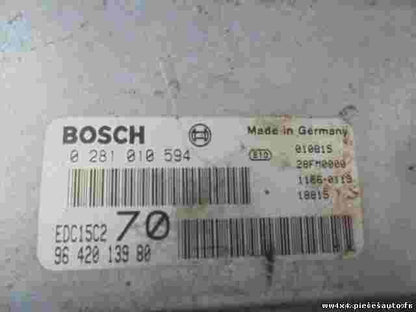 BOSCH
Made in Germany
0 281 010 594
010815
28FM0000
1166-0119
18815
EDC15C2 70
96 420 139 80
ww4x4.piecesauto.fr